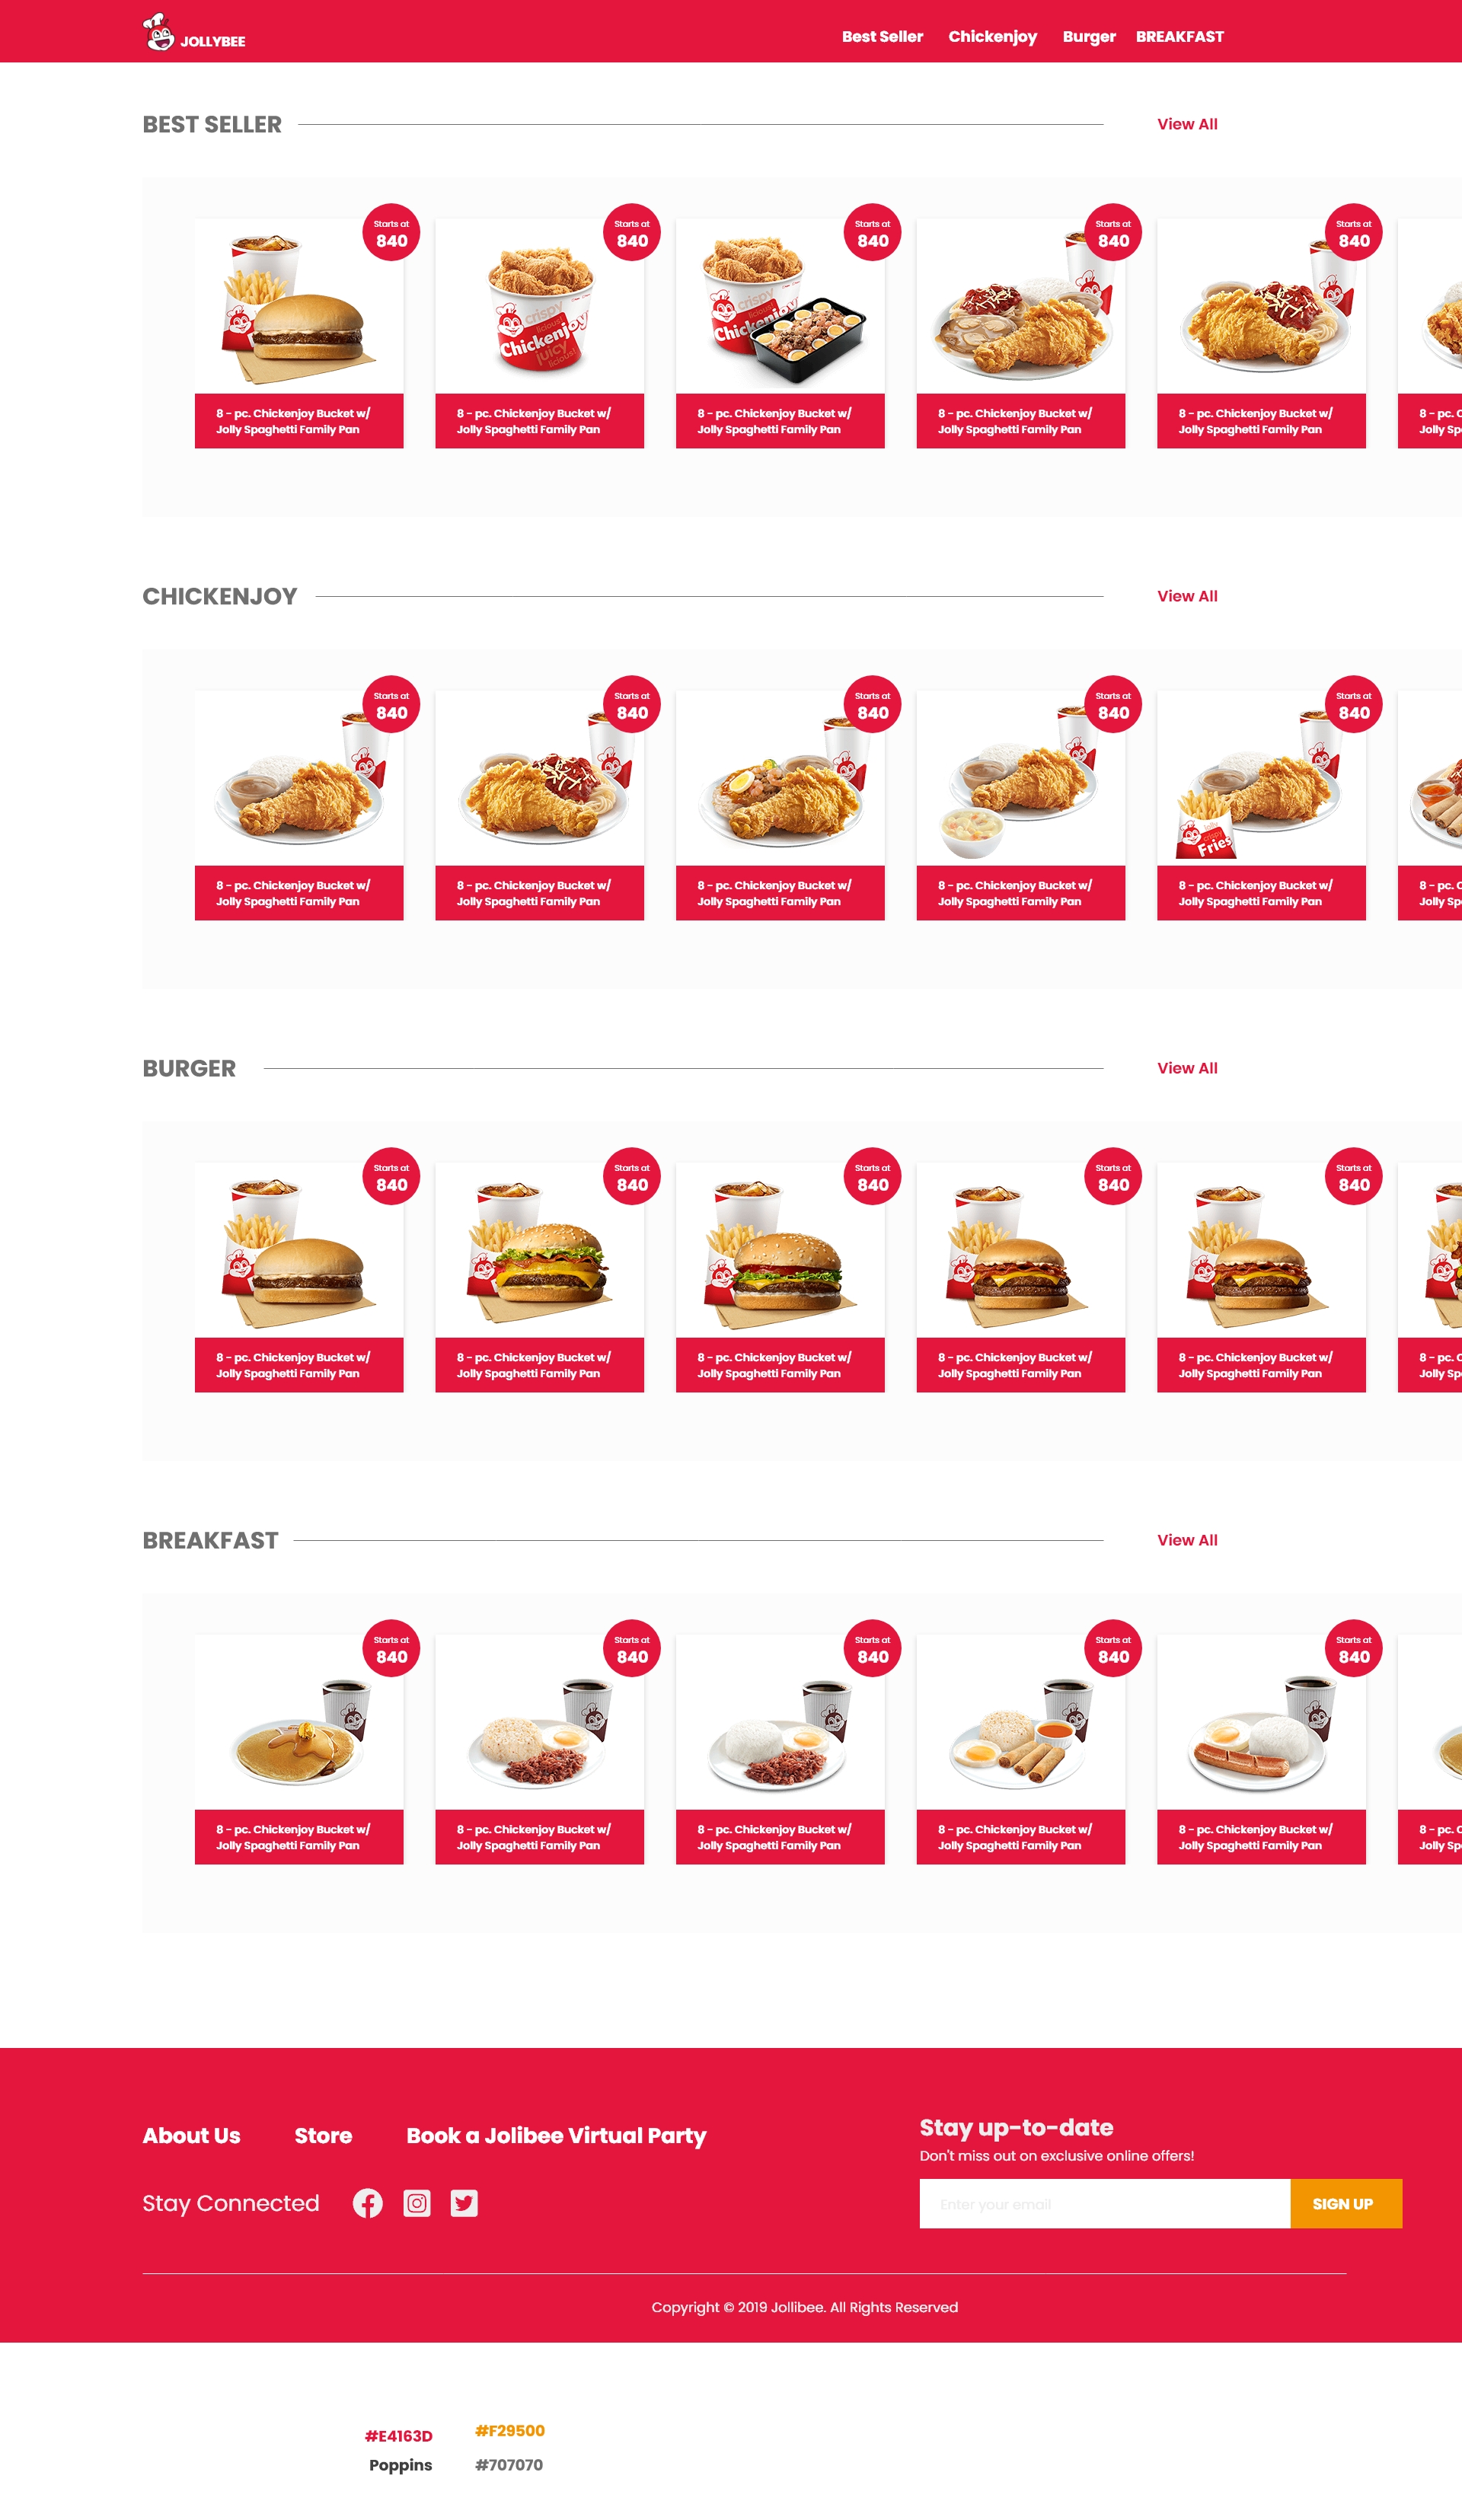 JOLLYBEE
Best Seller Chickenjoy Burger BREAKFAST
BEST SELLER View All
Starts at
840
Starts at
840
Starts at
840
Starts at
840
Starts at
840
crispy
licious!
Chickenjoy
juicy
licious!
crispy
licious!
Chickenjoy
8 - pc. Chickenjoy Bucket w/
Jolly Spaghetti Family Pan
8 - pc. Chickenjoy Bucket w/
Jolly Spaghetti Family Pan
8 - pc. Chickenjoy Bucket w/
Jolly Spaghetti Family Pan
8 - pc. Chickenjoy Bucket w/
Jolly Spaghetti Family Pan
8 - pc. Chickenjoy Bucket w/
Jolly Spaghetti Family Pan
8 - pc.
Jolly
CHICKENJOY View All
Starts at
840
Starts at
840
Starts at
840
Starts at
840
Starts at
840
jolly
crispy
Fries
8 - pc. Chickenjoy Bucket w/
Jolly Spaghetti Family Pan
8 - pc. Chickenjoy Bucket w/
Jolly Spaghetti Family Pan
8 - pc. Chickenjoy Bucket w/
Jolly Spaghetti Family Pan
8 - pc. Chickenjoy Bucket w/
Jolly Spaghetti Family Pan
8 - pc. Chickenjoy Bucket w/
Jolly Spaghetti Family Pan
8 - pc.
Jolly
BURGER View All
Starts at
840
Starts at
840
Starts at
840
Starts at
840
Starts at
840
8 - pc. Chickenjoy Bucket w/
Jolly Spaghetti Family Pan
8 - pc. Chickenjoy Bucket w/
Jolly Spaghetti Family Pan
8 - pc. Chickenjoy Bucket w/
Jolly Spaghetti Family Pan
8 - pc. Chickenjoy Bucket w/
Jolly Spaghetti Family Pan
8 - pc. Chickenjoy Bucket w/
Jolly Spaghetti Family Pan
8 - pc.
Jolly
BREAKFAST View All
Starts at
840
Starts at
840
Starts at
840
Starts at
840
Starts at
840
8 - pc. Chickenjoy Bucket w/
Jolly Spaghetti Family Pan
8 - pc. Chickenjoy Bucket w/
Jolly Spaghetti Family Pan
8 - pc. Chickenjoy Bucket w/
Jolly Spaghetti Family Pan
8 - pc. Chickenjoy Bucket w/
Jolly Spaghetti Family Pan
8 - pc. Chickenjoy Bucket w/
Jolly Spaghetti Family Pan
8 - pc.
Jolly
About Us Store Book a Jolibee Virtual Party
Stay Connected
Stay up-to-date
Don't miss out on exclusive online offers!
Enter your email SIGN UP
Copyright © 2019 Jollibee. All Rights Reserved
#E4163D #F29500
Poppins #707070